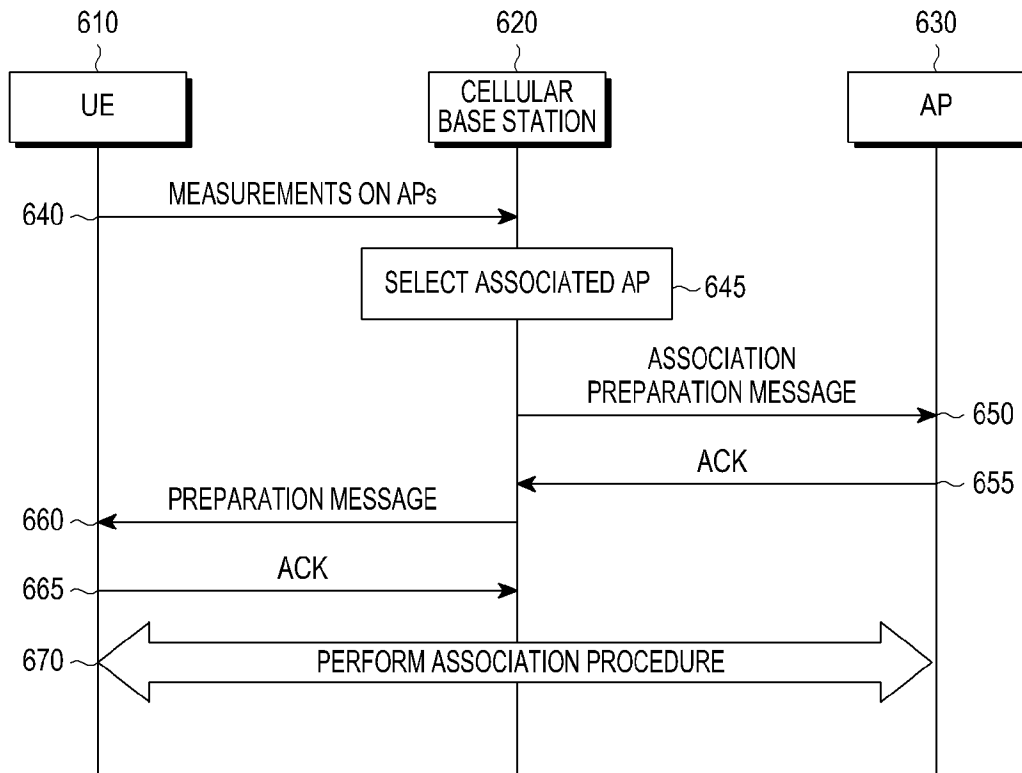 610
620
630
UE
CELLULAR
BASE STATION
AP
MEASUREMENTS ON APs
640
SELECT ASSOCIATED AP
645
ASSOCIATION
PREPARATION MESSAGE
650
ACK
655
PREPARATION MESSAGE
660
ACK
665
PERFORM ASSOCIATION PROCEDURE
670